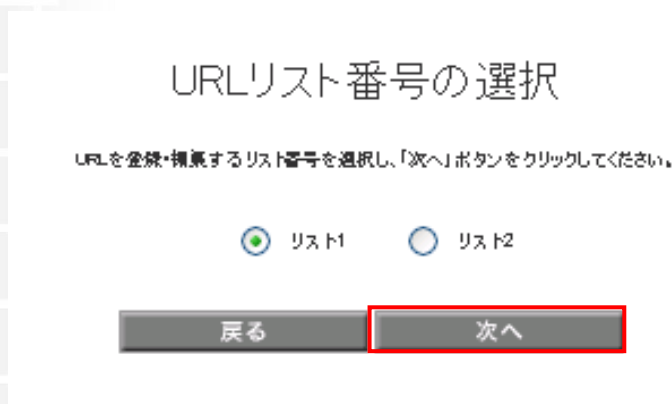 URLリスト番号の選択
URLを登録・編集するリスト番号を選択し、「次へ」ボタンをクリックしてください。
リスト1 リスト2
戻る 次へ